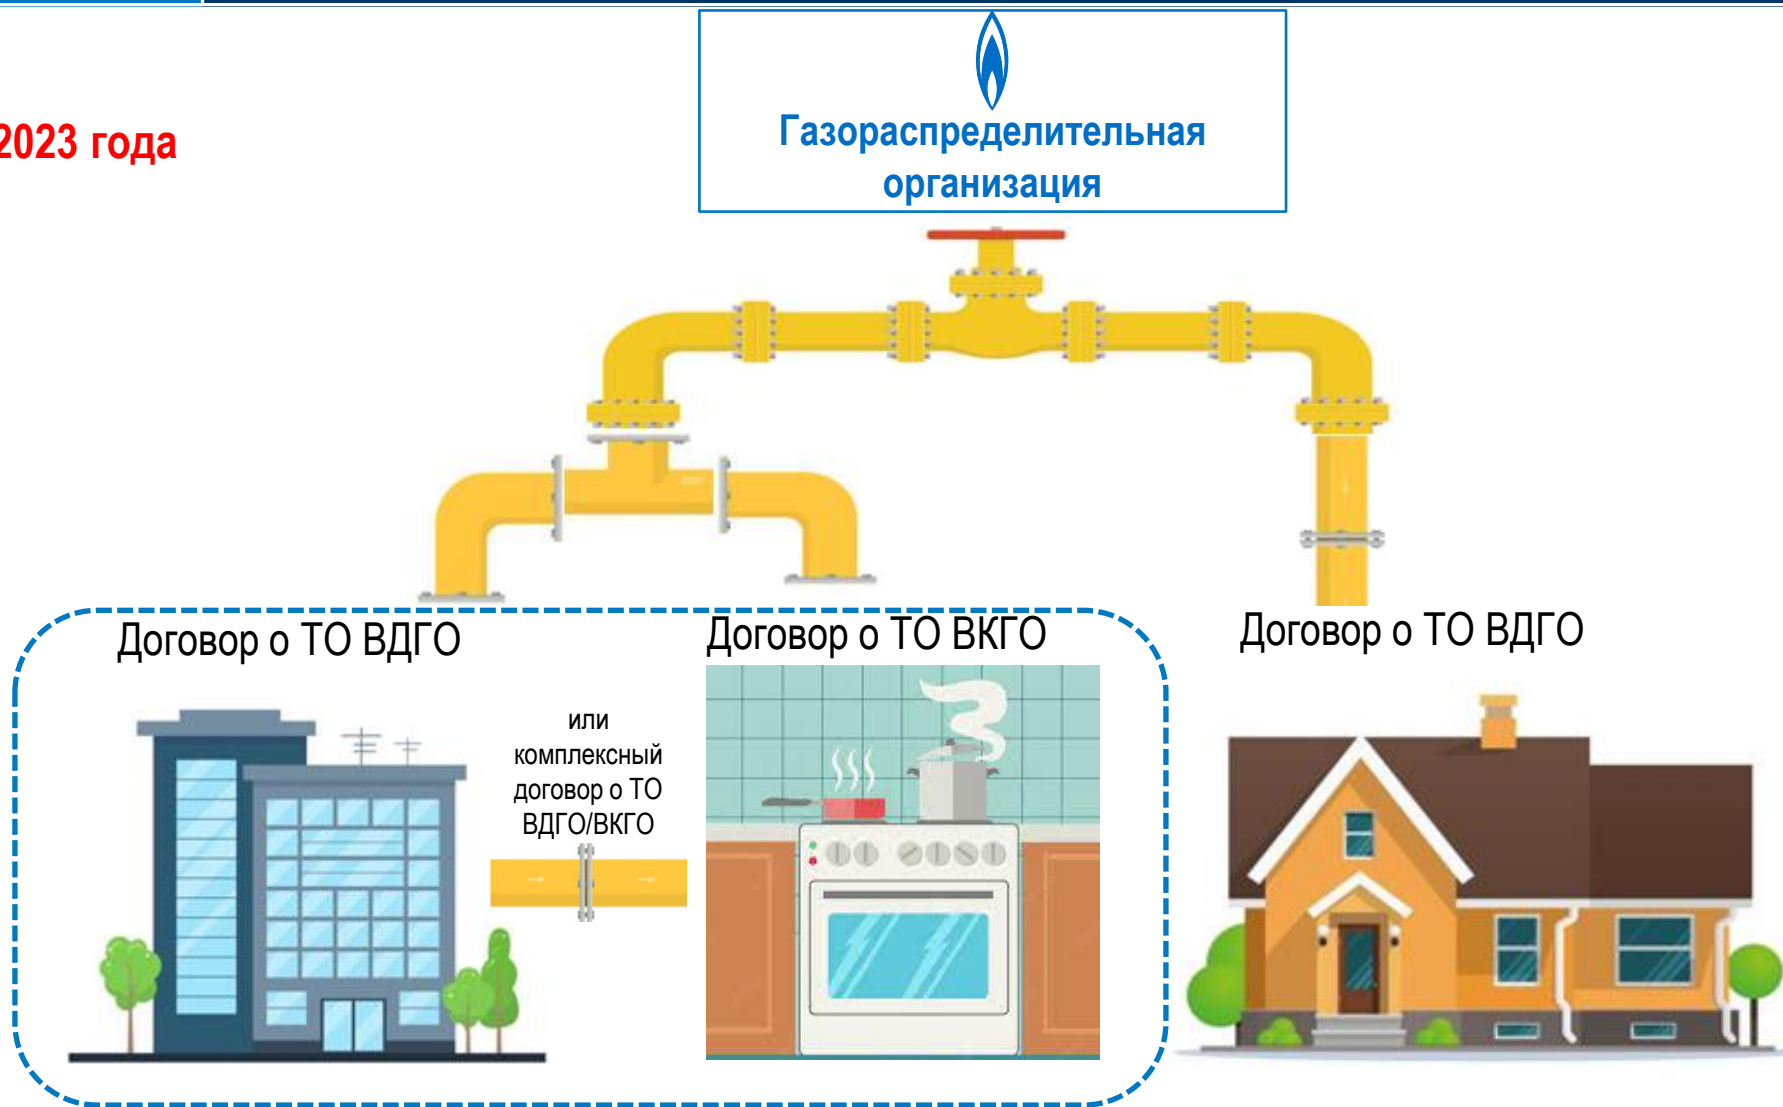 2023 года
Газораспределительная
организация
Договор о ТО ВДГО
Договор о ТО ВКГО
Договор о ТО ВДГО
или
комплексный
договор о ТО
ВДГО/ВКГО